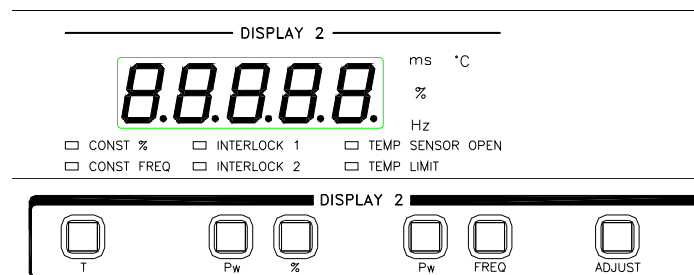 DISPLAY 2
8.8.8.8.8.
ms °C
%
Hz
CONST % INTERLOCK 1 TEMP SENSOR OPEN
CONST FREQ INTERLOCK 2 TEMP LIMIT
DISPLAY 2
T Pw % Pw FREQ ADJUST